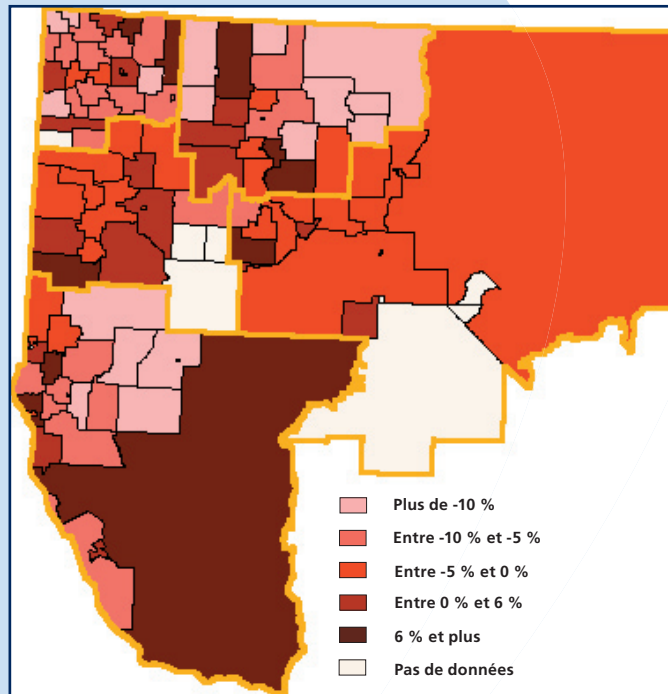 Plus de -10 %
Entre -10 % et -5 %
Entre -5 % et 0 %
Entre 0 % et 6 %
6 % et plus
Pas de données